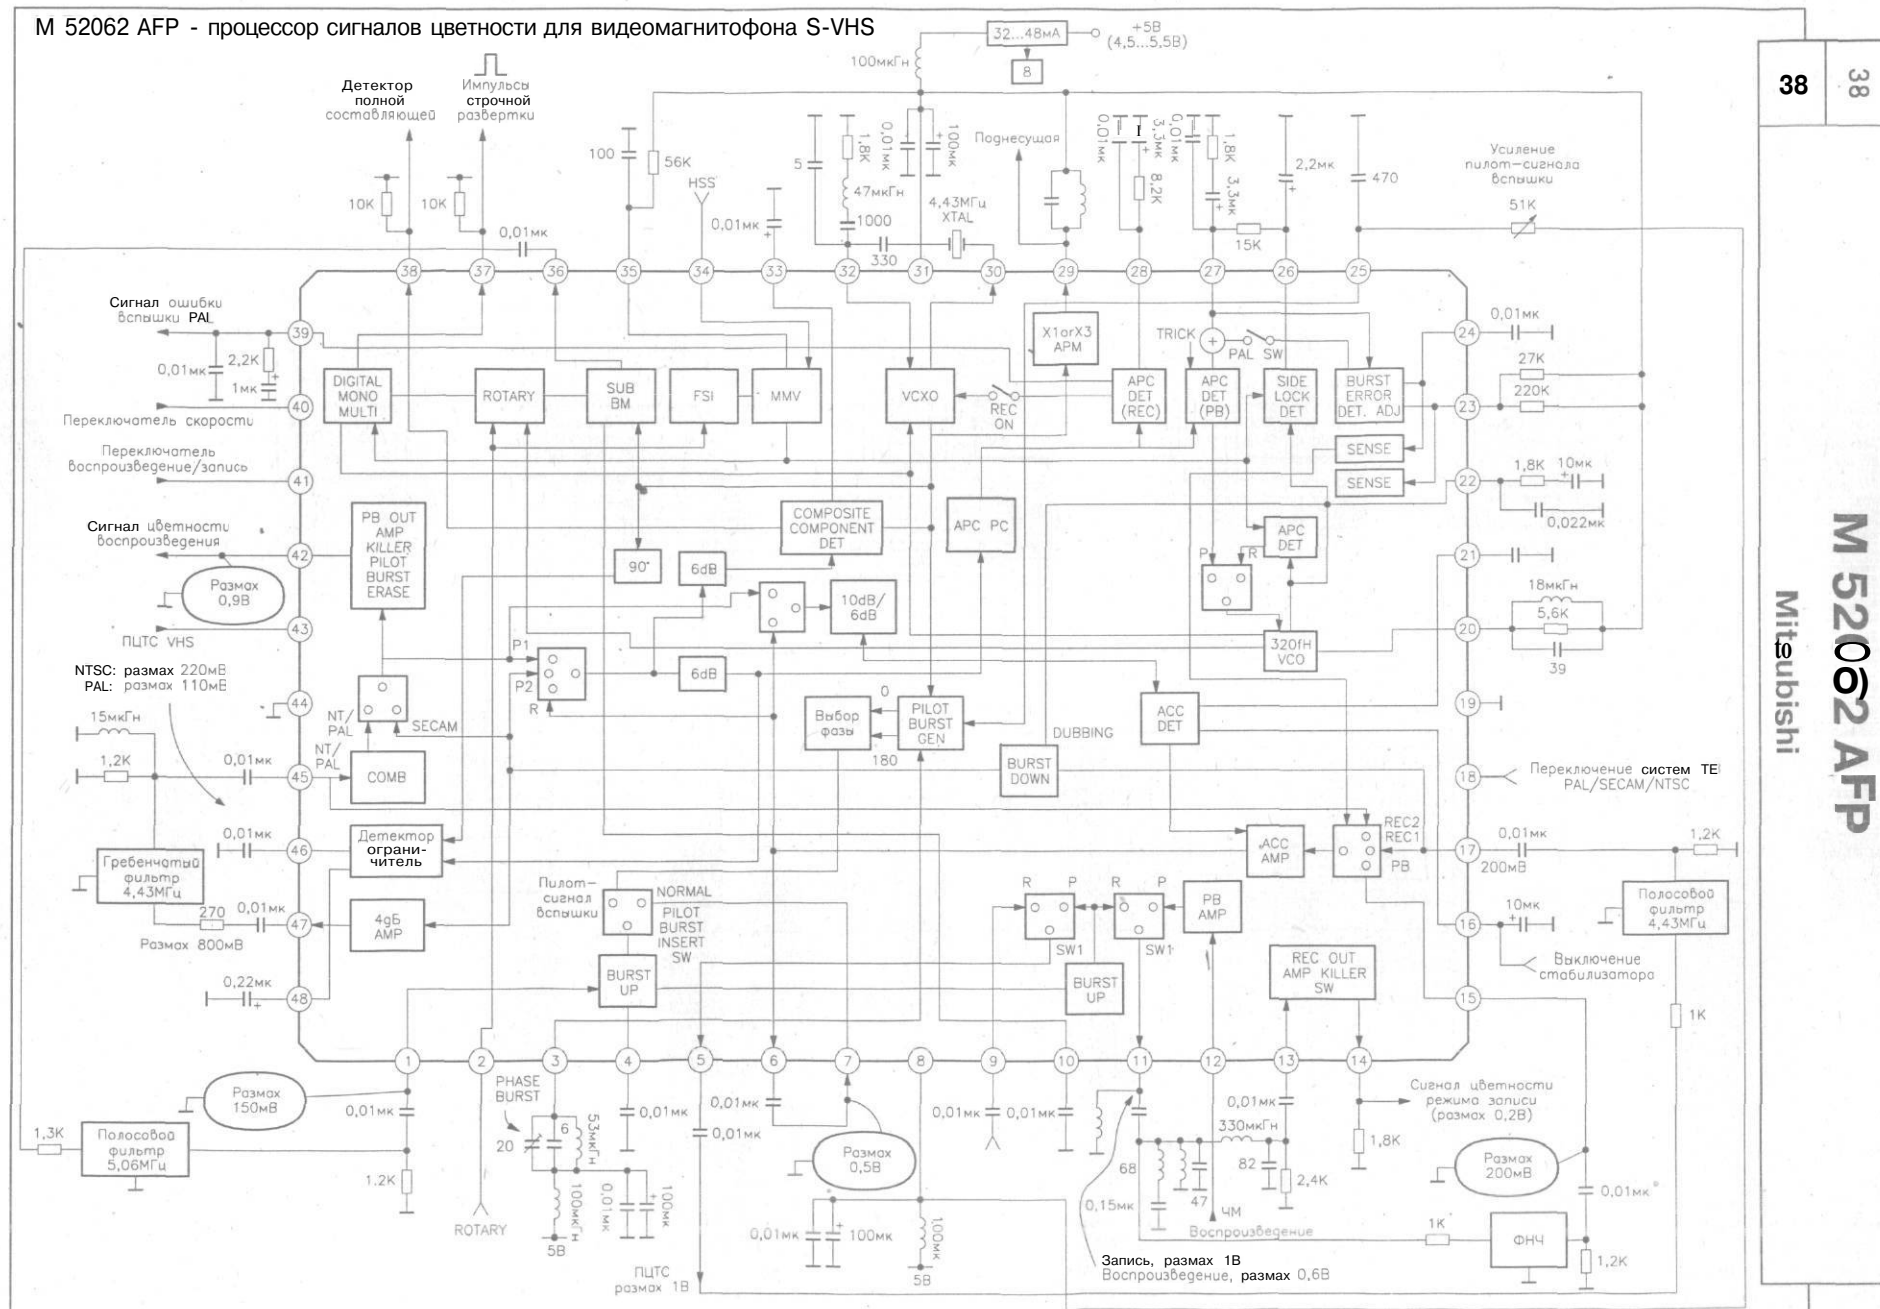 М 52062 AFP - процессор сигналов цветности для видеомагнитофона S-VHS
32...48мА
+5В
(4,5...5,5В)
8
100мкГн
38
38
М 52062 AFP
Mitsubishi
Детектор
полной
составляющей
Импульсы
строчной
развертки
10К
10К
0,01мк
100
56К
HSS
0,01мк
5
1,8К
47мкГн
1000
330
0,01мк
100мк
4,43МГц
XTAL
Поднесущая
0,01мк
3,3мк
8,2К
0,01мк
1,8К
3,3мк
15К
2,2мк
470
Усиление
пилот-сигнала
вспышки
51К
38
37
36
35
34
33
32
31
30
29
28
27
26
25
Сигнал ошибки
вспышки PAL
0,01мк
2,2К
1мк
39
Переключатель скорости
40
Переключатель
воспроизведение/запись
41
Сигнал цветности
воспроизведения
42
Размах
0,9В
43
ПЦТС VHS
NTSC: размах 220мВ
PAL: размах 110мВ
44
15мкГн
1,2К
0,01мк
45
0,01мк
46
Гребенчатый
фильтр
4,43МГц
270
0,01мк
47
Размах 800мВ
0,22мк
48
DIGITAL
MONO
MULTI
ROTARY
SUB
BM
FSI
MMV
VCXO
REC
ON
X1orX3
АРМ
APC
DET
(REC)
TRICK
+
PAL SW
APC
DET
(PB)
SIDE
LOCK
DET
BURST
ERROR
DET. ADJ
SENSE
SENSE
24
0,01мк
27К
220К
23
22
1,8К
10мк
0,022мк
21
18мкГн
5,6К
39
20
19
18
Переключение систем TE
PAL/SECAM/NTSC
17
0,01мк
200мВ
1,2К
Полосовой
фильтр
4,43МГц
16
10мк
Выключение
стабилизатора
15
1К
PB OUT
AMP
KILLER
PILOT
BURST
ERASE
90°
6dB
COMPOSITE
COMPONENT
DET
10dB/
6dB
APC PC
APC
DET
P
R
320fH
VCO
P1
P2
R
6dB
NT/
PAL
SECAM
NT/
PAL
COMB
Выбор
фазы
0
180
PILOT
BURST
GEN
DUBBING
BURST
DOWN
ACC
DET
ACC
AMP
REC2
REC1
PB
Детектор
ограни-
читель
4дБ
AMP
Пилот-
сигнал
вспышки
NORMAL
PILOT
BURST
INSERT
SW
BURST
UP
R
P
R
P
SW1
SW1
PB
AMP
BURST
UP
REC OUT
AMP KILLER
SW
1
2
3
4
5
6
7
8
9
10
11
12
13
14
Размах
150мВ
0,01мк
1,3К
Полосовой
фильтр
5,06МГц
1.2К
ROTARY
PHASE
BURST
20
6
53мкГн
100мкГн
5В
0,01мк
0,01мк
100мк
0,01мк
ПЦТС
размах 1В
0,01мк
Размах
0,5В
0,01мк
100мк
100мк
5В
0,01мк
0,01мк
68
0,15мк
47
330мкГн
82
0,01мк
2,4К
ЧМ
Воспроизведение
Запись, размах 1В
Воспроизведение, размах 0,6В
Сигнал цветности
режима записи
(размах 0,2В)
1,8К
Размах
200мВ
0,01мк
1К
ФНЧ
1,2К